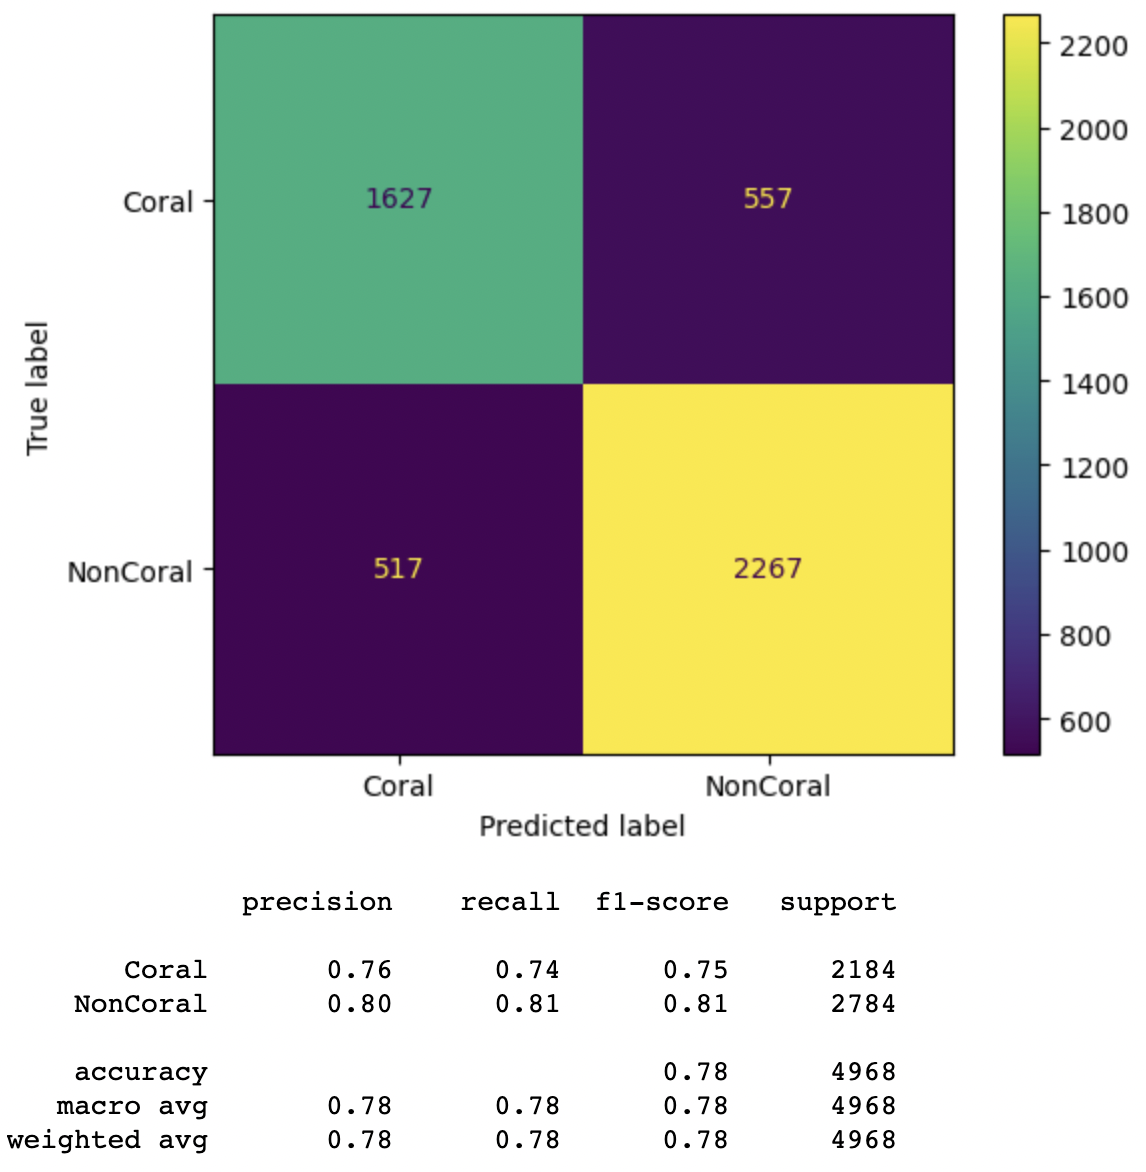 2200
2000
1800
1600
1400
1200
1000
800
600
Coral 1627 557
True label
NonCoral 517 2267
Coral NonCoral
Predicted label
precision recall f1-score support
Coral 0.76 0.74 0.75 2184
NonCoral 0.80 0.81 0.81 2784
accuracy 0.78 4968
macro avg 0.78 0.78 0.78 4968
weighted avg 0.78 0.78 0.78 4968